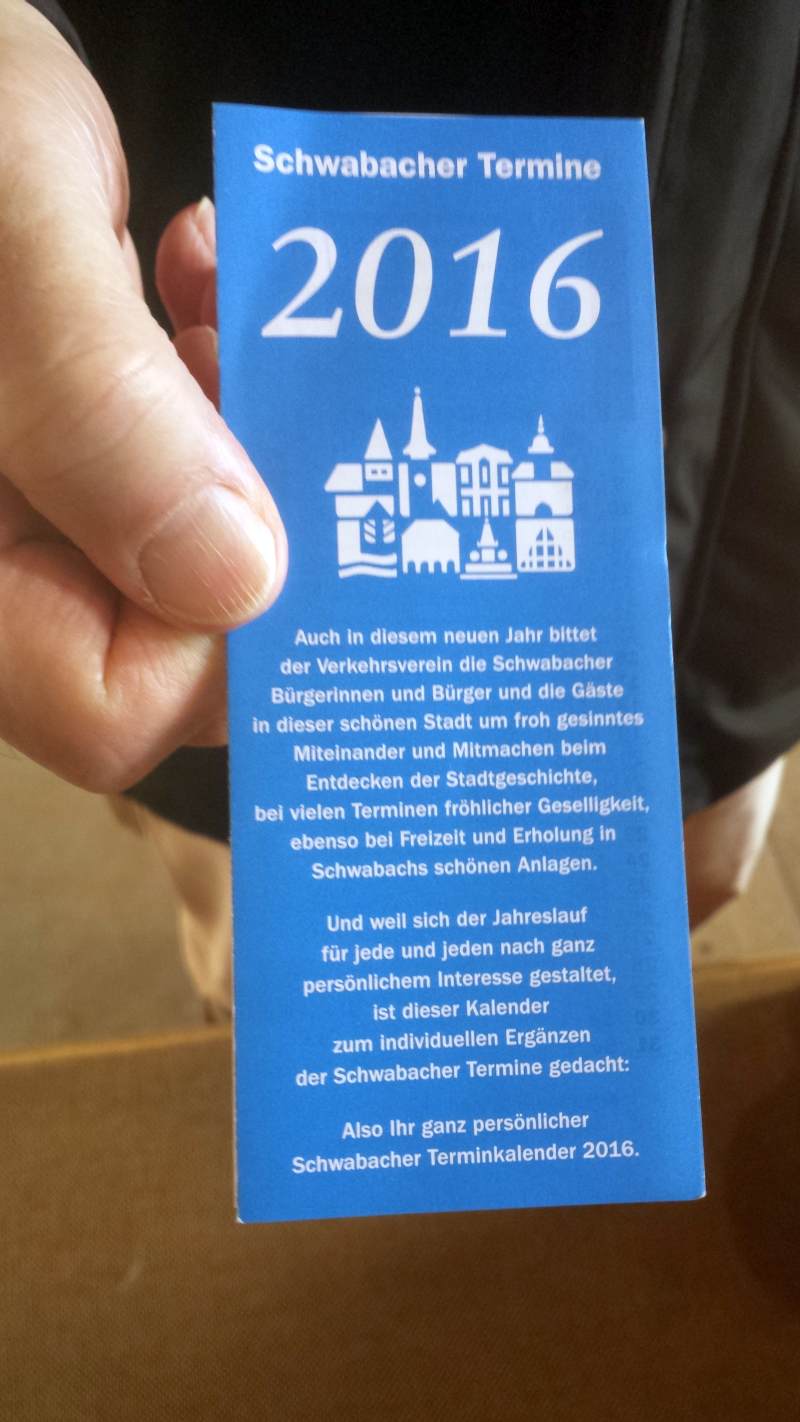 Schwabacher Termine
2016
Auch in diesem neuen Jahr bittet
der Verkehrsverein die Schwabacher
Bürgerinnen und Bürger und die Gäste
in dieser schönen Stadt um froh gesinntes
Miteinander und Mitmachen beim
Entdecken der Stadtgeschichte,
bei vielen Terminen fröhlicher Geselligkeit,
ebenso bei Freizeit und Erholung in
Schwabachs schönen Anlagen.
Und weil sich der Jahreslauf
für jede und jeden nach ganz
persönlichem Interesse gestaltet,
ist dieser Kalender
zum individuellen Ergänzen
der Schwabacher Termine gedacht:
Also Ihr ganz persönlicher
Schwabacher Terminkalender 2016.